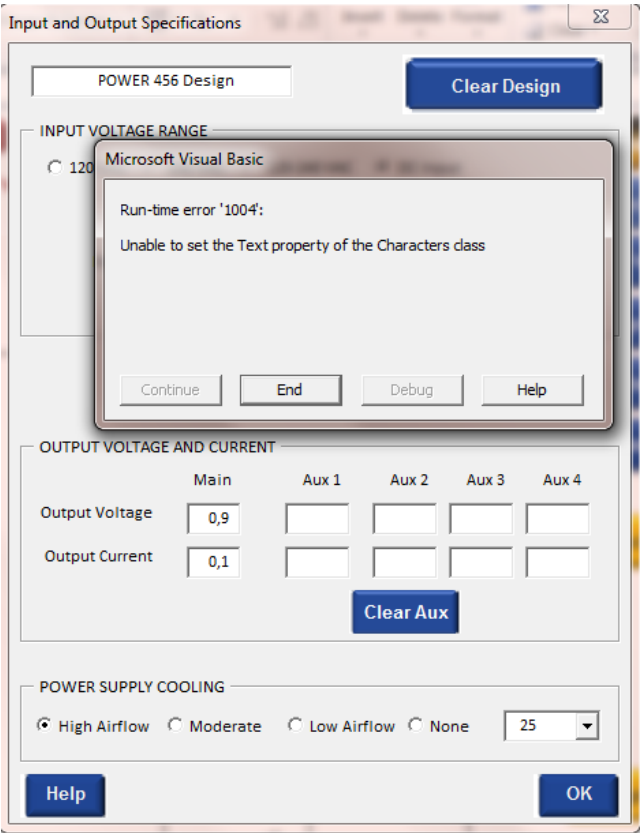 Input and Output Specifications
POWER 456 Design
Clear Design
INPUT VOLTAGE RANGE
120
Microsoft Visual Basic
Run-time error '1004':
Unable to set the Text property of the Characters class
Continue End Debug Help
OUTPUT VOLTAGE AND CURRENT
Main Aux 1 Aux 2 Aux 3 Aux 4
Output Voltage 0,9
Output Current 0,1
Clear Aux
POWER SUPPLY COOLING
High Airflow Moderate Low Airflow None 25
Help OK